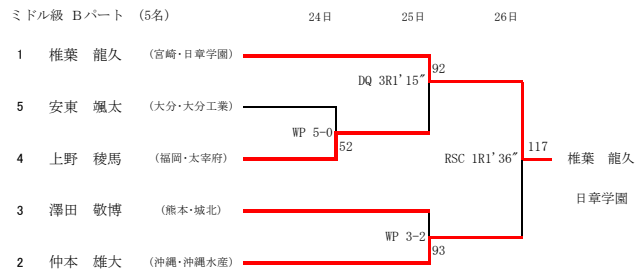 ミドル級 Bパート (5名) 24日 25日 26日
1 椎葉 龍久 (宮崎・日章学園)
92
DQ 3R1'15"
5 安東 颯太 (大分・大分工業)
WP 5-0
52
4 上野 稜馬 (福岡・太宰府)
RSC 1R1'36"
117
椎葉 龍久
日章学園
3 澤田 敬博 (熊本・城北)
WP 3-2
93
2 仲本 雄大 (沖縄・沖縄水産)